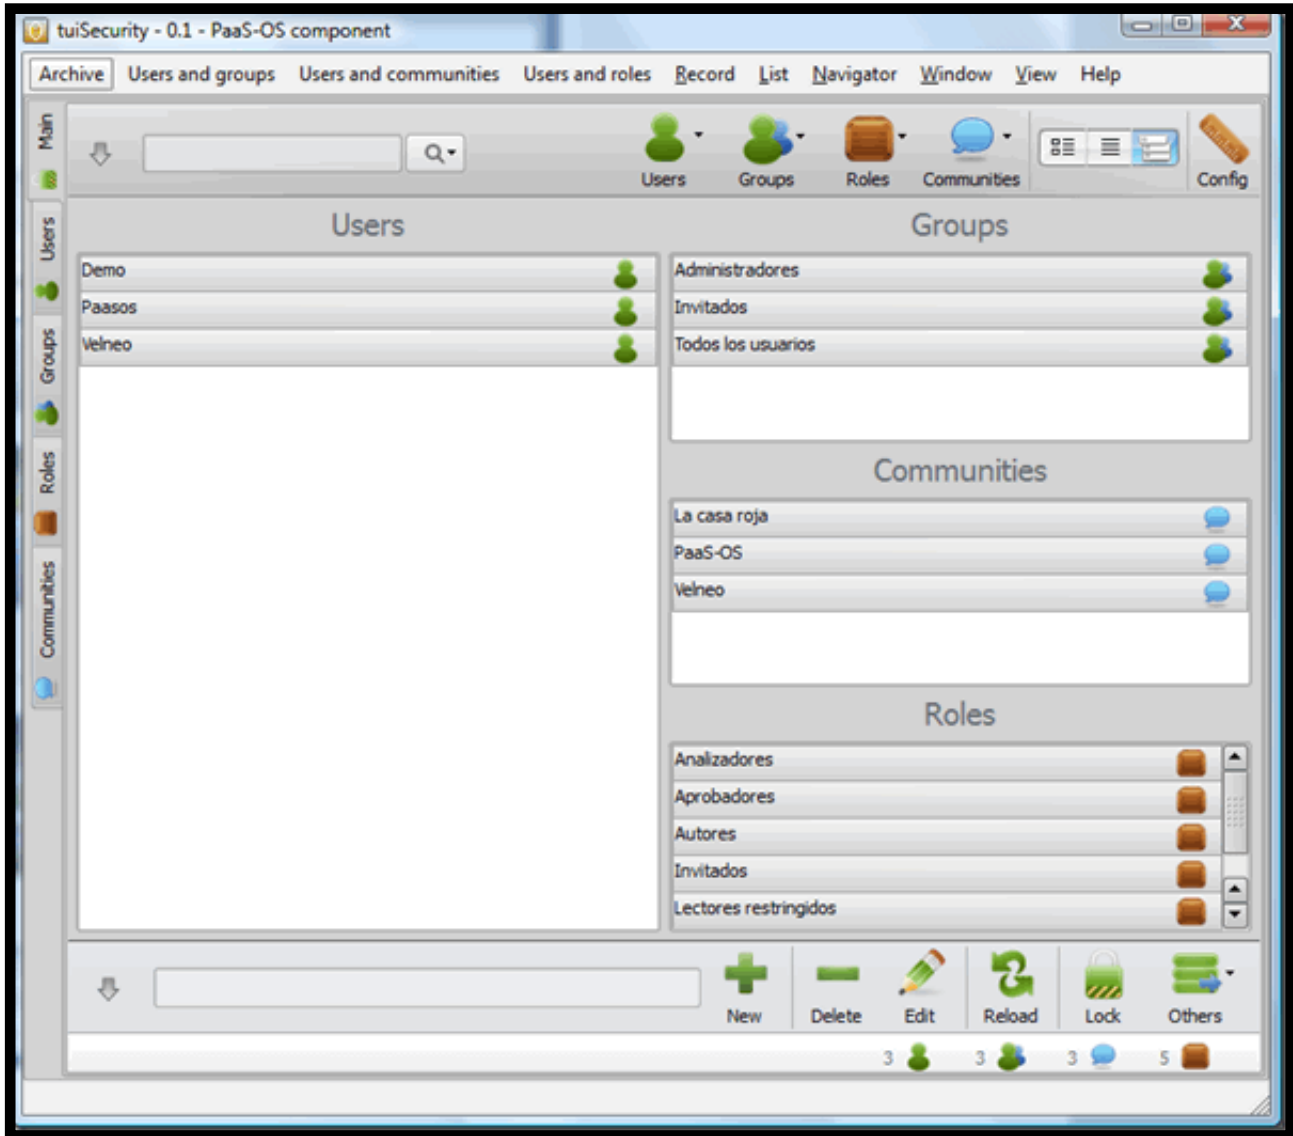 tuiSecurity - 0.1 - PaaS-OS component
Archive Users and groups Users and communities Users and roles Record List Navigator Window View Help
Main
Users
Groups
Roles
Communities
Users Groups Roles Communities Config
Users
Demo
Paasos
Velneo
Groups
Administradores
Invitados
Todos los usuarios
Communities
La casa roja
PaaS-OS
Velneo
Roles
Analizadores
Aprobadores
Autores
Invitados
Lectores restringidos
New Delete Edit Reload Lock Others
3 3 3 5